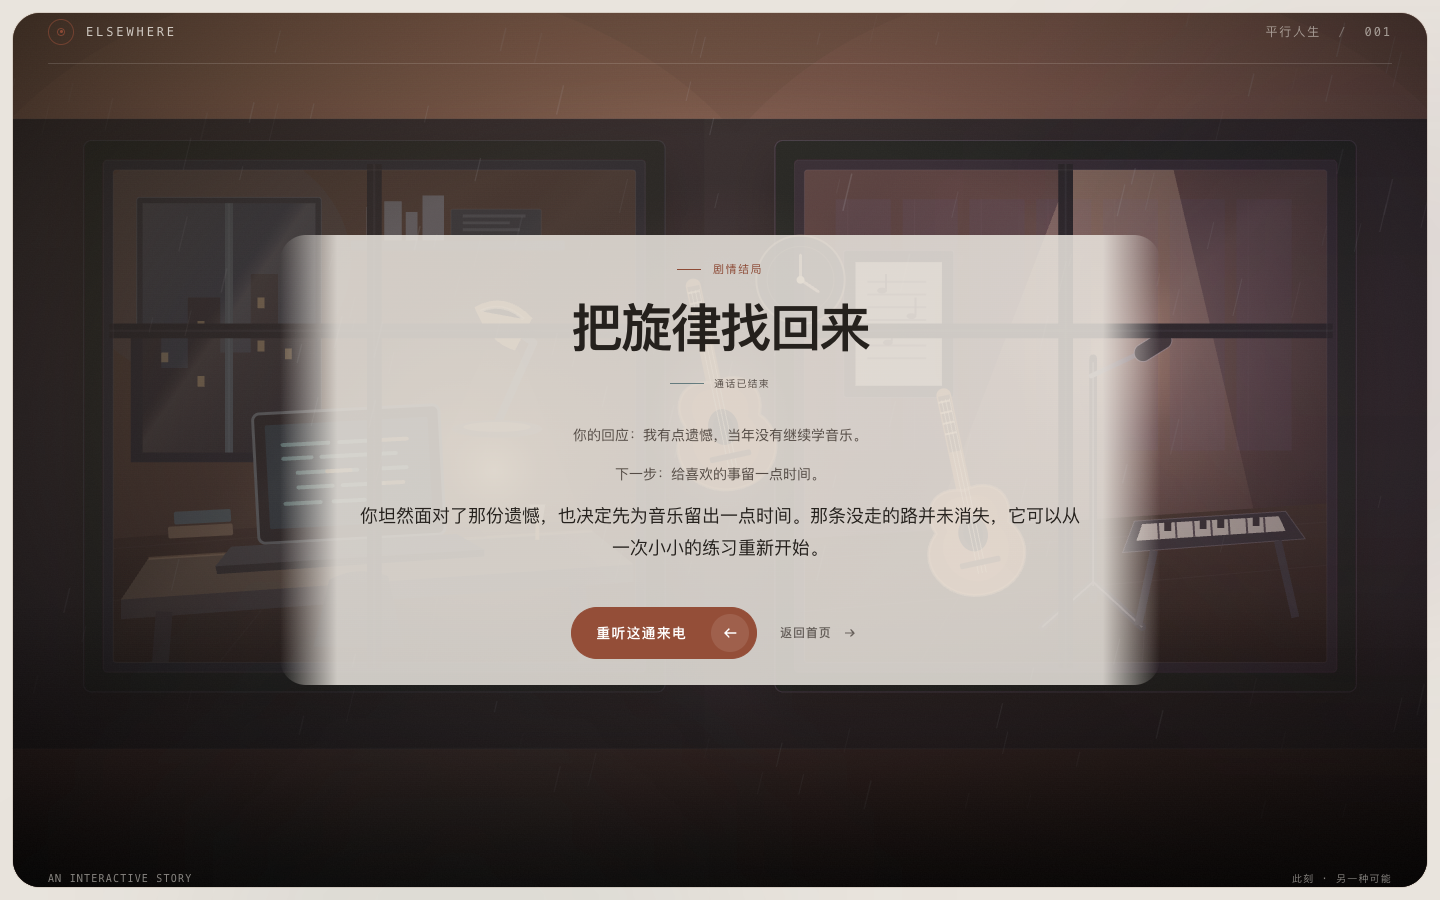 ELSEWHERE
平行人生 / 001
剧情结局
把旋律找回来
通话已结束
你的回应：我有点遗憾，当年没有继续学音乐。
下一步：给喜欢的事留一点时间。
你坦然面对了那份遗憾，也决定先为音乐留出一点时间。那条没走的路并未消失，它可以从
一次小小的练习重新开始。
重听这通来电 ←
返回首页 →
AN INTERACTIVE STORY
此刻 · 另一种可能